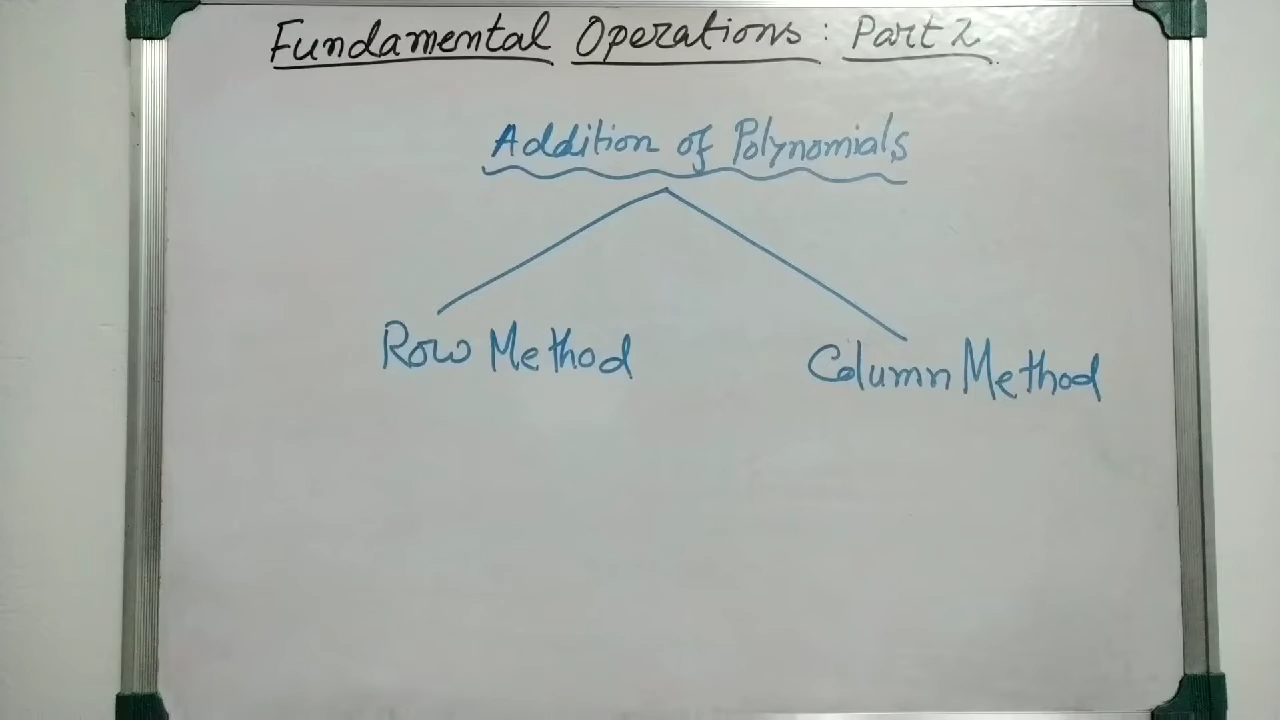 Fundamental Operations : Part 2
Addition of Polynomials
Row Method
Column Method